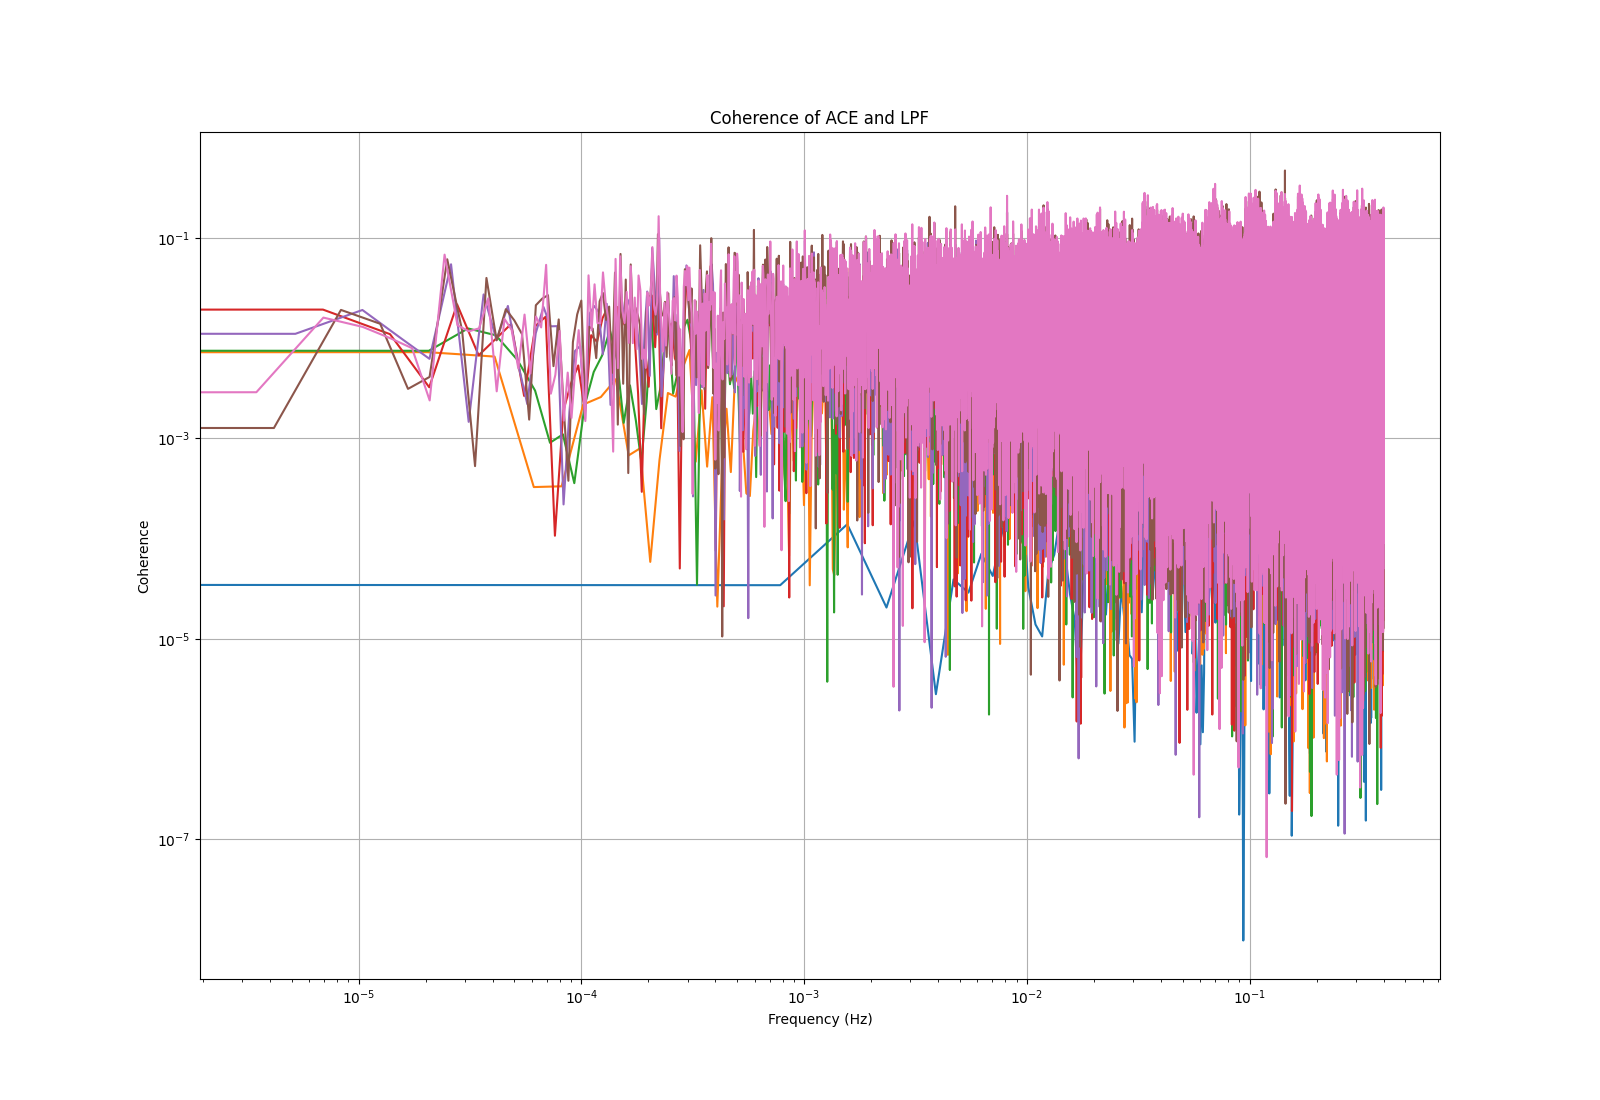 Coherence of ACE and LPF
Coherence
10⁻¹
10⁻³
10⁻⁵
10⁻⁷
10⁻⁵ 10⁻⁴ 10⁻³ 10⁻² 10⁻¹
Frequency (Hz)